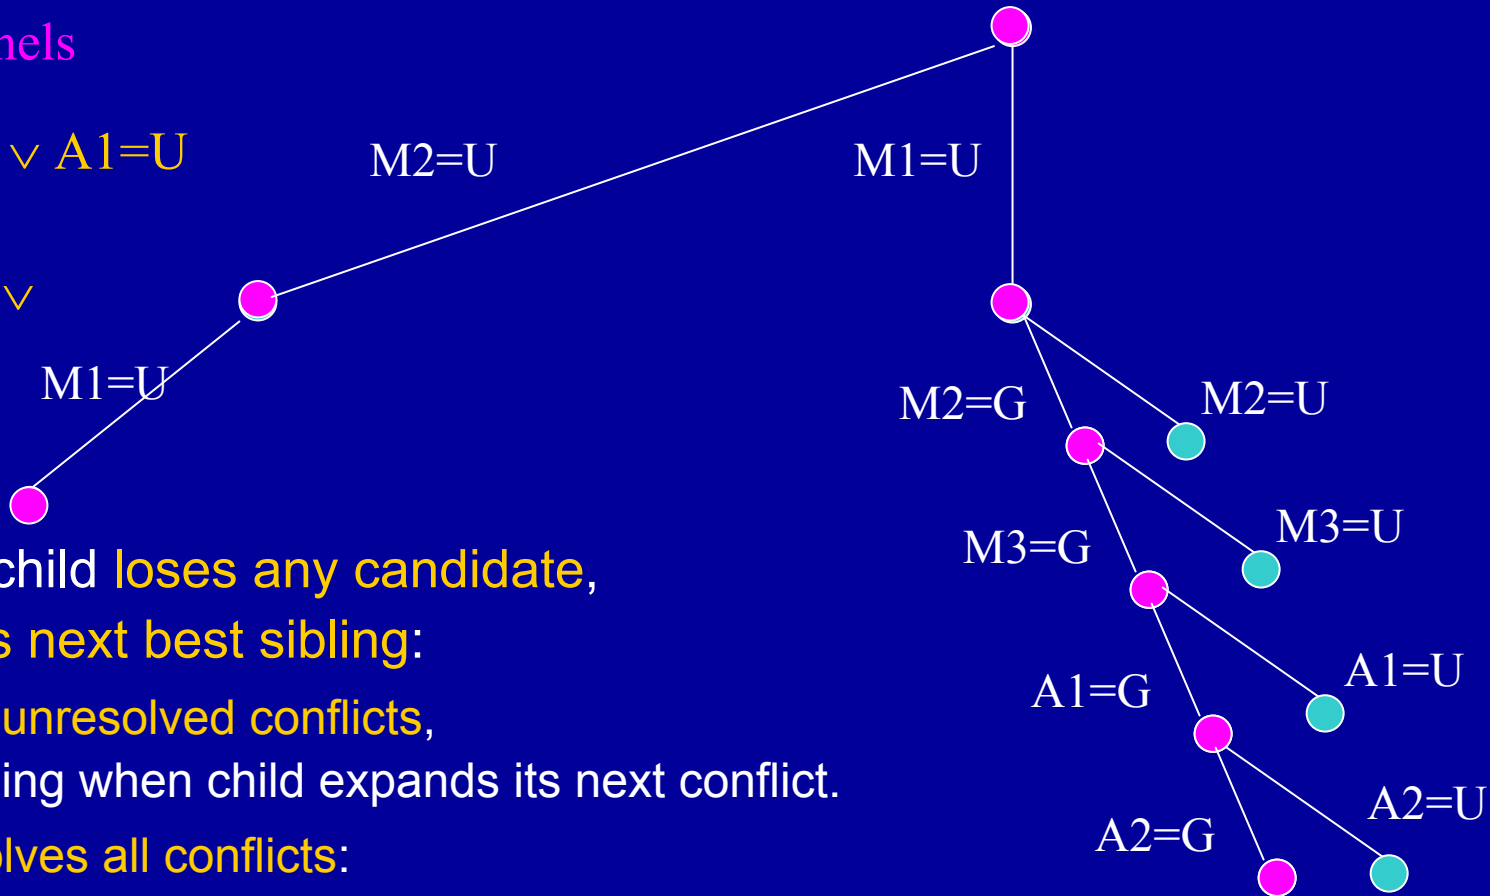 nels
∨ A1=U
M2=U
M1=U
∨
M1=U
M2=G
M2=U
M3=G
M3=U
child loses any candidate,
s next best sibling:
A1=G
A1=U
unresolved conflicts,
ing when child expands its next conflict.
A2=G
A2=U
olves all conflicts: